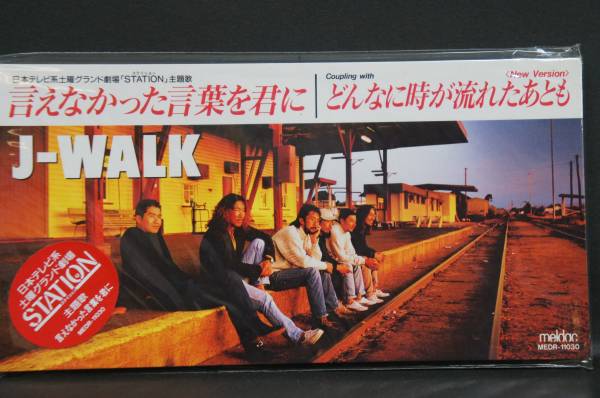 日本テレビ系土曜グランド劇場「STATION」主題歌
言えなかった言葉を君に
Coupling with
〈New Version〉
どんなに時が流れたあとも
J-WALK
日本テレビ系
土曜グランド劇場
STATION
主題歌
言えなかった言葉を君に
MEDR-11030
meldac
MEDR-11030